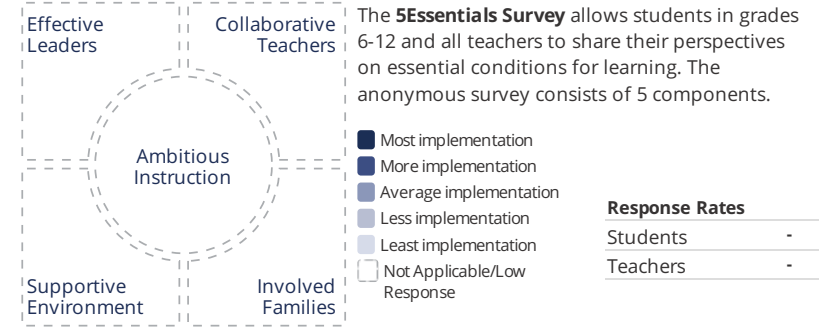 Effective
Leaders
Collaborative
Teachers
Ambitious
Instruction
Supportive
Environment
Involved
Families
The 5Essentials Survey allows students in grades
6-12 and all teachers to share their perspectives
on essential conditions for learning. The
anonymous survey consists of 5 components.
Most implementation
More implementation
Average implementation
Less implementation
Least implementation
Not Applicable/Low
Response
Response Rates
Students -
Teachers -